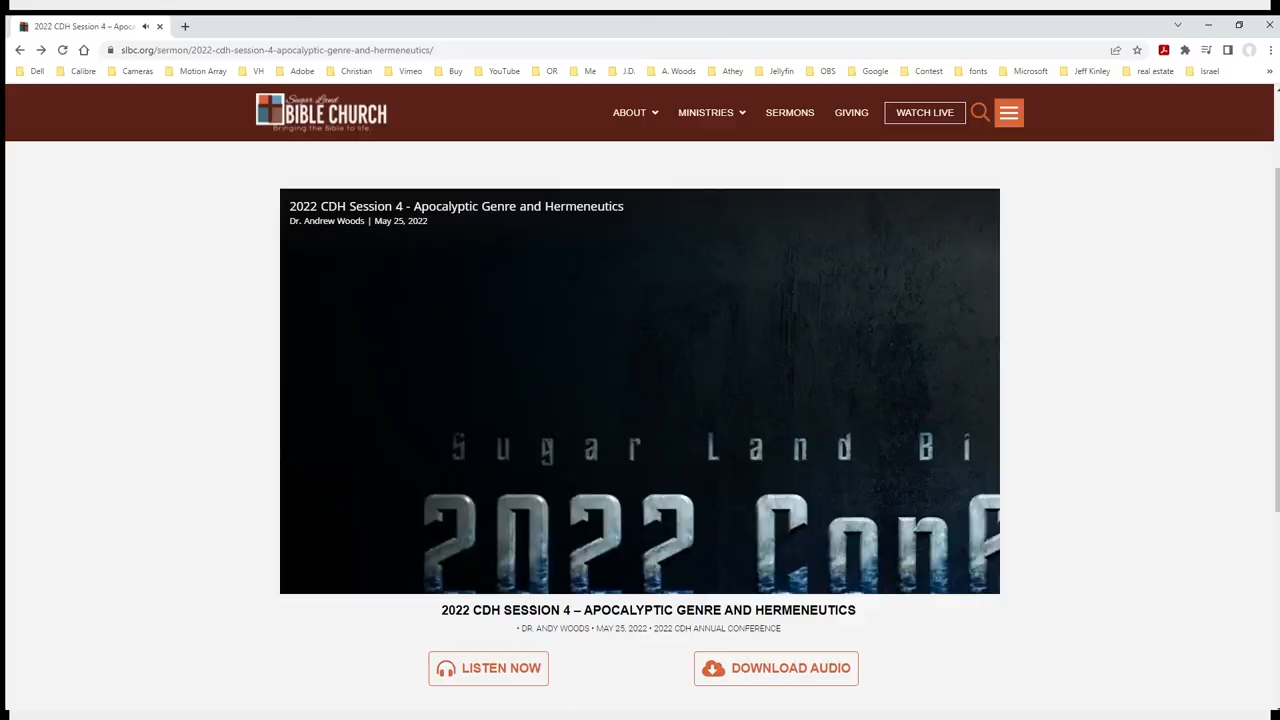 2022 CDH Session 4 – Apoca
slbc.org/sermon/2022-cdh-session-4-apocalyptic-genre-and-hermeneutics/
Dell Calibre Cameras Motion Array VH Adobe Christian Vimeo Buy YouTube OR Me J.D. A. Woods Athey Jellyfin OBS Google Contest fonts Microsoft Jeff Kinley real estate Israel »
Sugar Land
BIBLE CHURCH
Bringing the Bible to life.
ABOUT MINISTRIES SERMONS GIVING WATCH LIVE
2022 CDH Session 4 - Apocalyptic Genre and Hermeneutics
Dr. Andrew Woods | May 25, 2022
Sugar Land Bi
2022 Con
2022 CDH SESSION 4 – APOCALYPTIC GENRE AND HERMENEUTICS
• DR. ANDY WOODS • MAY 25, 2022 • 2022 CDH ANNUAL CONFERENCE
LISTEN NOW DOWNLOAD AUDIO